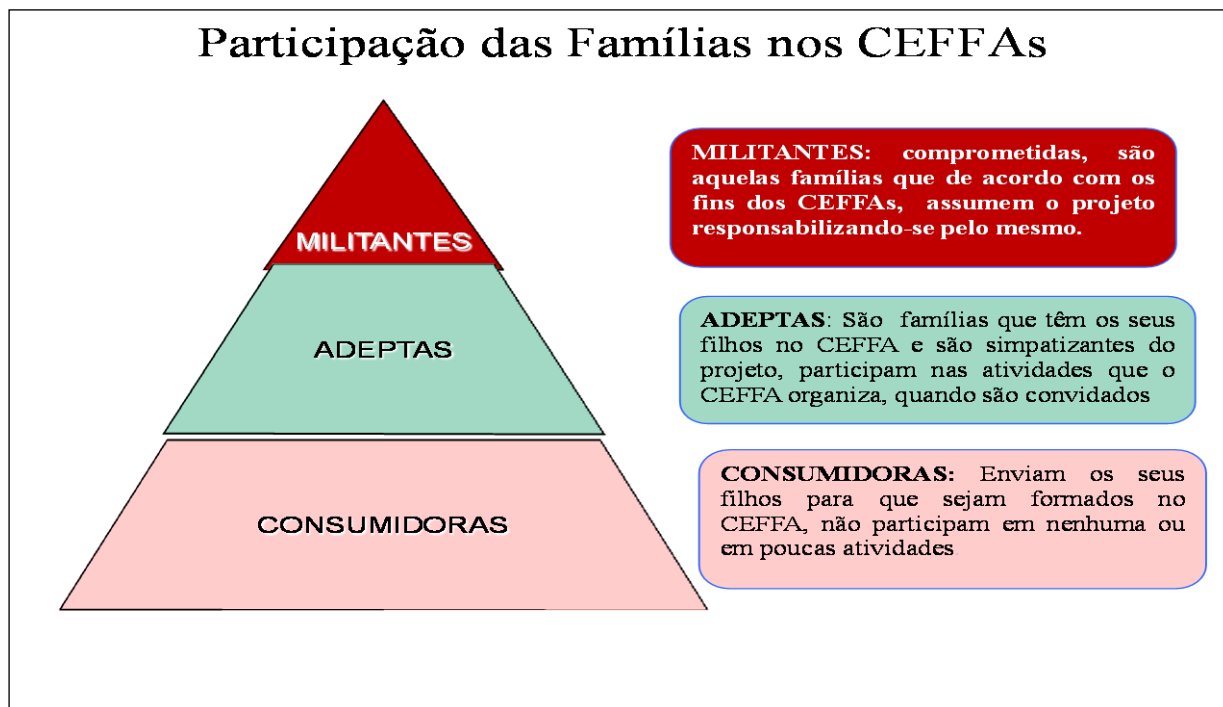 Participação das Famílias nos CEFFAs
MILITANTES
MILITANTES: comprometidas, são
aquelas famílias que de acordo com os
fins dos CEFFAs, assumem o projeto
responsabilizando-se pelo mesmo.
ADEPTAS
ADEPTAS: São famílias que têm os seus
filhos no CEFFA e são simpatizantes do
projeto, participam nas atividades que o
CEFFA organiza, quando são convidados
CONSUMIDORAS
CONSUMIDORAS: Enviam os seus
filhos para que sejam formados no
CEFFA, não participam em nenhuma ou
em poucas atividades